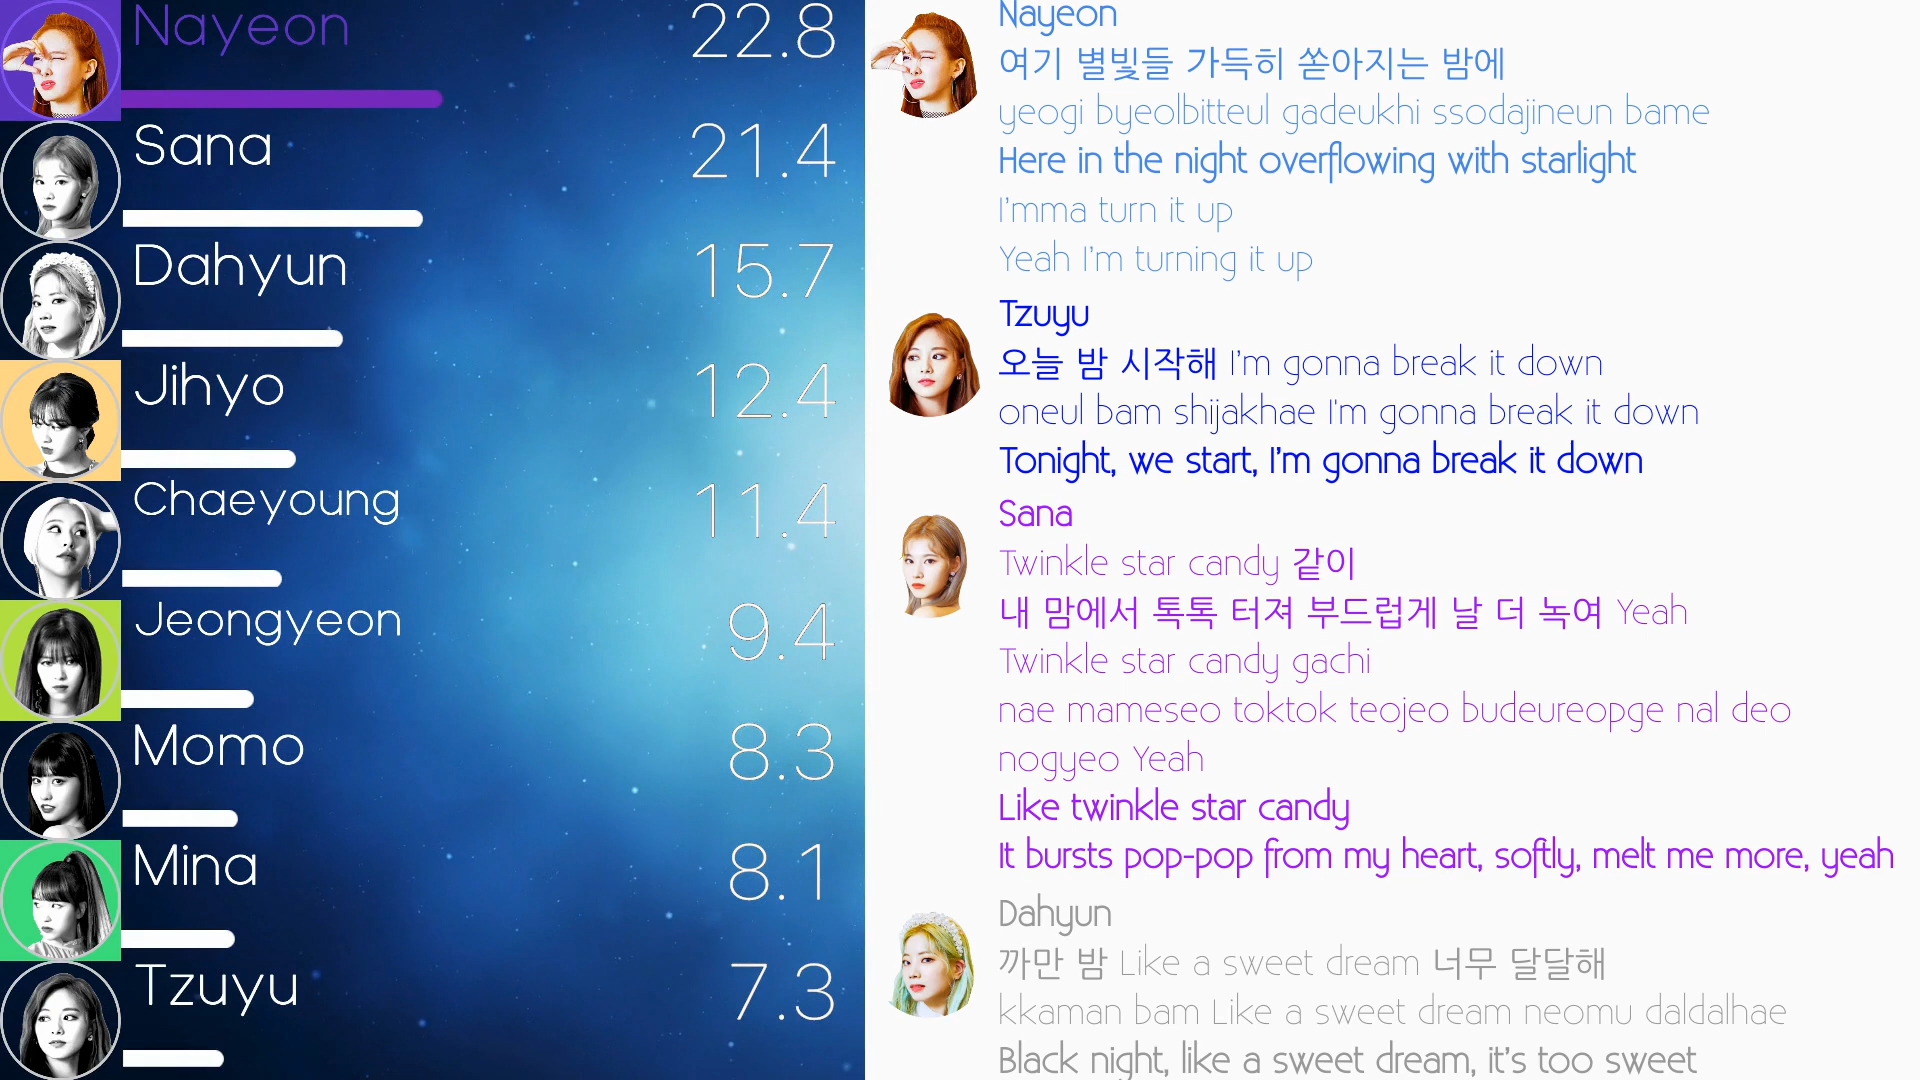 Nayeon
22.8
Sana
21.4
Dahyun
15.7
Jihyo
12.4
Chaeyoung
11.4
Jeongyeon
9.4
Momo
8.3
Mina
8.1
Tzuyu
7.3
Nayeon
여기 별빛들 가득히 쏟아지는 밤에
yeogi byeolbitteul gadeukhi ssodajineun bame
Here in the night overflowing with starlight
I'mma turn it up
Yeah I'm turning it up
Tzuyu
오늘 밤 시작해 I'm gonna break it down
oneul bam shijakhae I'm gonna break it down
Tonight, we start, I'm gonna break it down
Sana
Twinkle star candy 같이
내 맘에서 톡톡 터져 부드럽게 날 더 녹여 Yeah
Twinkle star candy gachi
nae mameseo toktok teojeo budeureopge nal deo
nogyeo Yeah
Like twinkle star candy
It bursts pop-pop from my heart, softly, melt me more, yeah
Dahyun
까만 밤 Like a sweet dream 너무 달달해
kkaman bam Like a sweet dream neomu daldalhae
Black night, like a sweet dream, it's too sweet